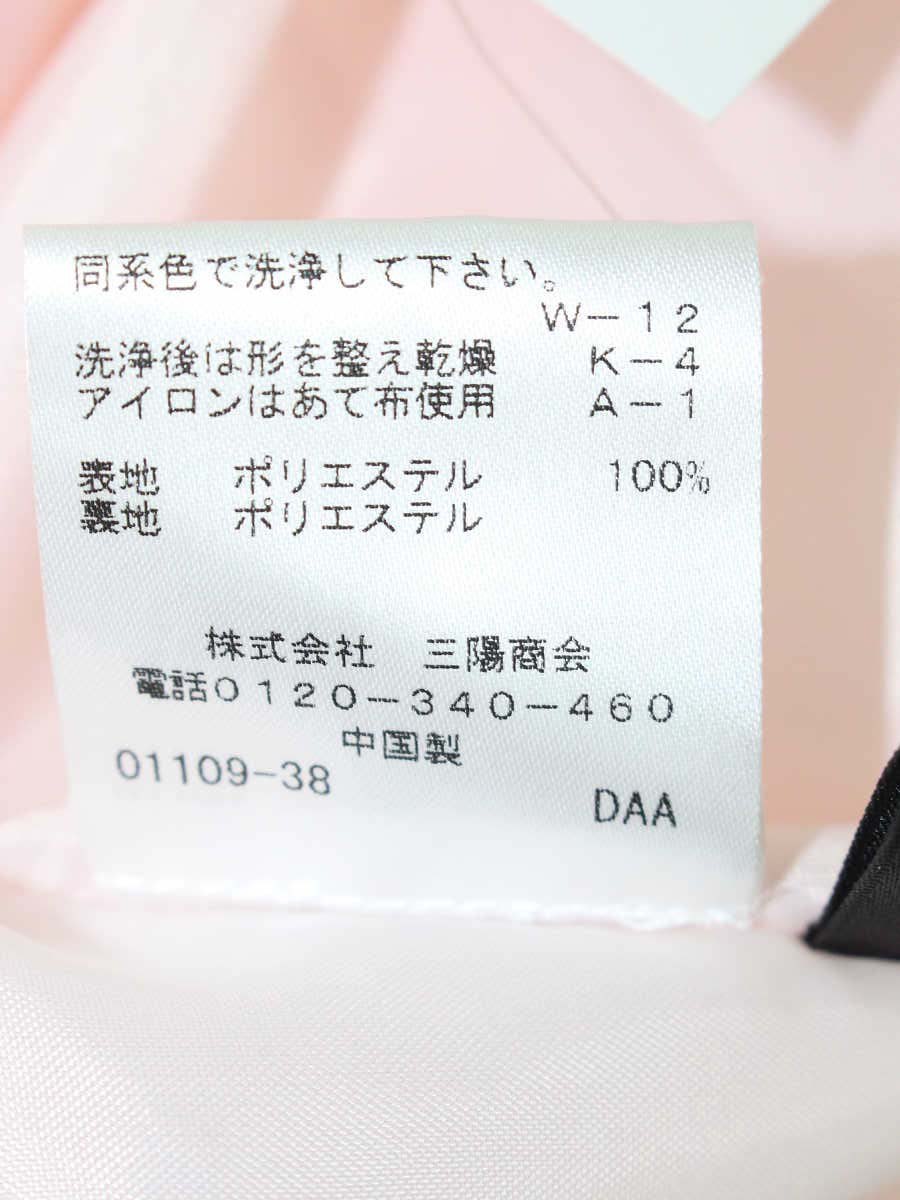 同系色で洗浄して下さい。
W－12
洗浄後は形を整え乾燥 K－4
アイロンはあて布使用 A－1
表地 ポリエステル 100%
裏地 ポリエステル
株式会社 三陽商会
電話0120－340－460
中国製
01109-38
DAA